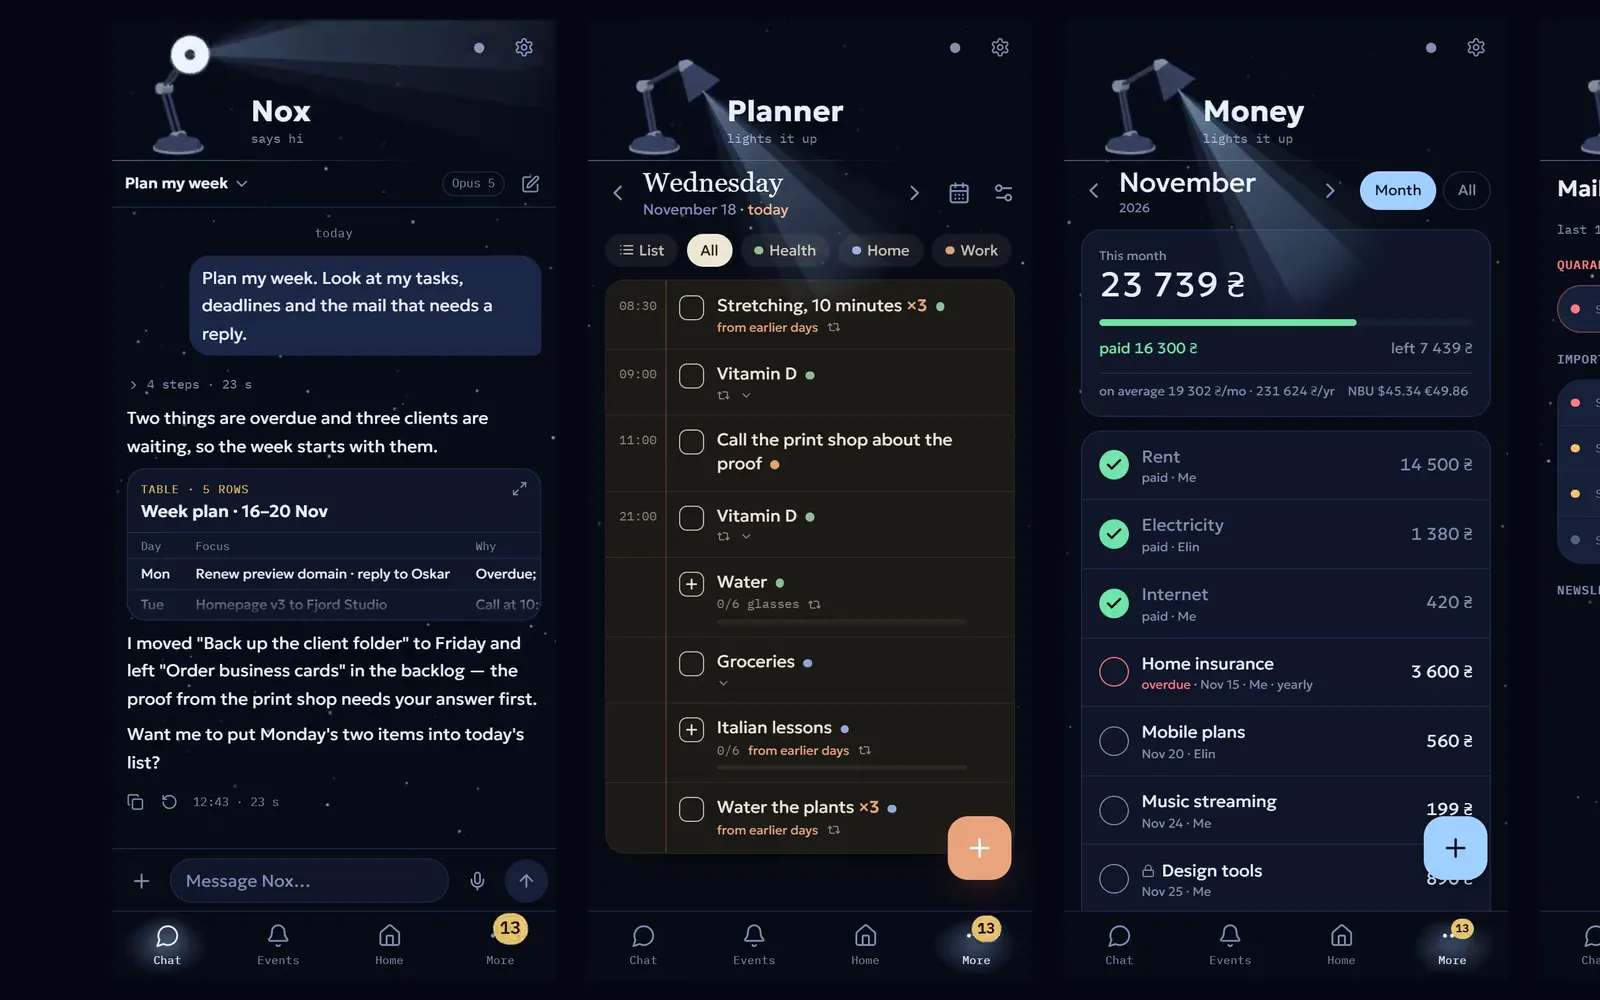 Nox
says hi
Plan my week
Opus 5
today
Plan my week. Look at my tasks,
deadlines and the mail that needs a
reply.
4 steps · 23 s
Two things are overdue and three clients are
waiting, so the week starts with them.
TABLE · 5 ROWS
Week plan · 16–20 Nov
Day Focus Why
Mon Renew preview domain · reply to Oskar Overdue;
Tue Homepage v3 to Fjord Studio Call at 10:
I moved "Back up the client folder" to Friday and
left "Order business cards" in the backlog — the
proof from the print shop needs your answer first.
Want me to put Monday's two items into today's
list?
12:43 · 23 s
Message Nox...
13
Chat Events Home More
Planner
lights it up
Wednesday
November 18 · today
List All Health Home Work
08:30 Stretching, 10 minutes ×3
from earlier days
09:00 Vitamin D
11:00 Call the print shop about the
proof
21:00 Vitamin D
Water
0/6 glasses
Groceries
Italian lessons
0/6 from earlier days
Water the plants ×3
from earlier days
13
Chat Events Home More
Money
lights it up
November
2026
Month All
This month
23 739 ₴
paid 16 300 ₴ left 7 439 ₴
on average 19 302 ₴/mo · 231 624 ₴/yr NBU $45.34 €49.86
Rent 14 500 ₴
paid · Me
Electricity 1 380 ₴
paid · Elin
Internet 420 ₴
paid · Me
Home insurance 3 600 ₴
overdue · Nov 15 · Me · yearly
Mobile plans 560 ₴
Nov 20 · Elin
Music streaming 199 ₴
Nov 24 · Me
Design tools
Nov 25 · Me
13
Chat Events Home More
Mail
last 1
QUARA
IMPORT
NEWSL
Cha